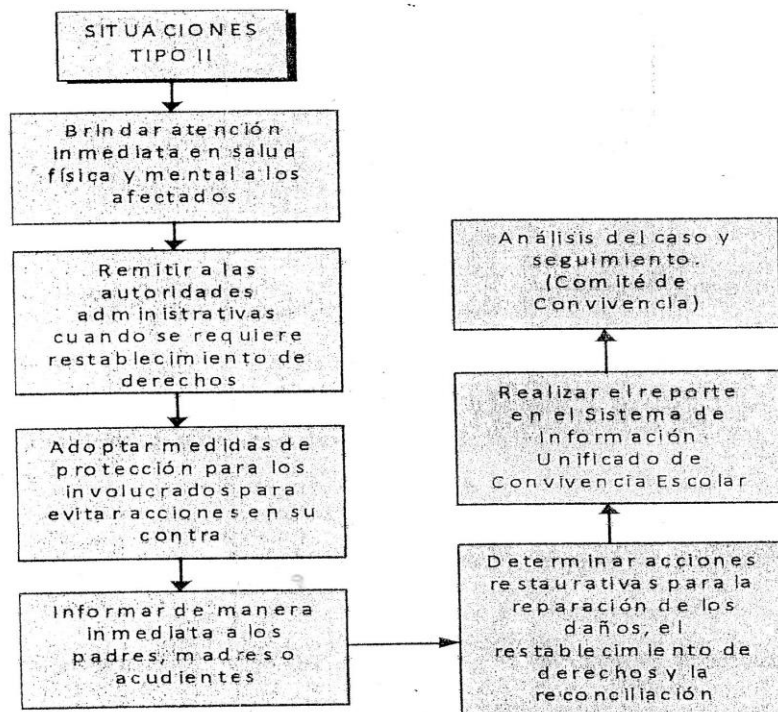 SITUACIONES
TIPO II
Brindar atención
inmediata en salud
física y mental a los
afectados
Remitir a las
autoridades
administrativas
cuando se requiere
restablecimiento de
derechos
Adoptar medidas de
protección para los
involucrados para
evitar acciones en su
contra
Informar de manera
inmediata a los
padres, madres o
acudientes
Determinar acciones
restaurativas para la
reparación de los
daños, el
restablecimiento de
derechos y la
reconciliación
Realizar el reporte
en el Sistema de
Información
Unificado de
Convivencia Escolar
Análisis del caso y
seguimiento.
(Comité de
Convivencia)